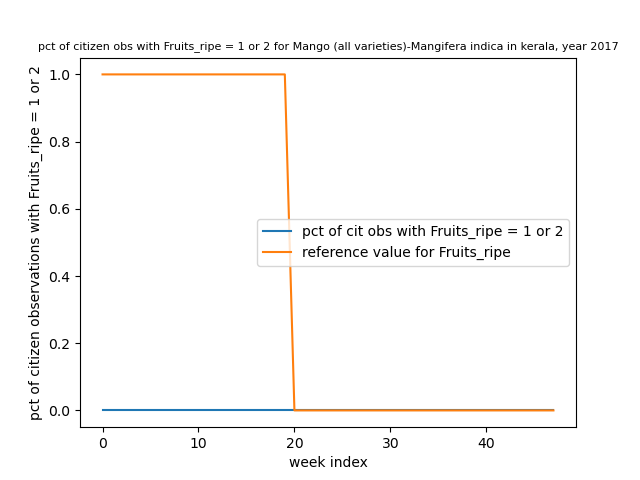 pct of citizen obs with Fruits_ripe = 1 or 2 for Mango (all varieties)-Mangifera indica in kerala, year 2017
pct of citizen observations with Fruits_ripe = 1 or 2
1.0
0.8
0.6
0.4
0.2
0.0
pct of cit obs with Fruits_ripe = 1 or 2
reference value for Fruits_ripe
0 10 20 30 40
week index